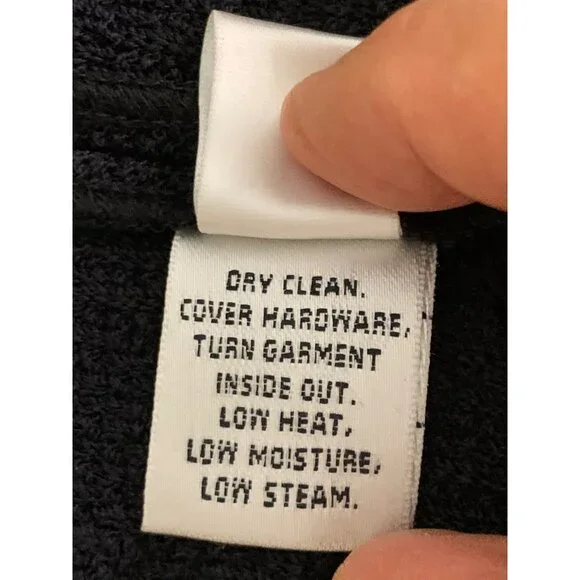 DRY CLEAN.
COVER HARDWARE,
TURN GARMENT
INSIDE OUT.
LOW HEAT,
LOW MOISTURE,
LOW STEAM.